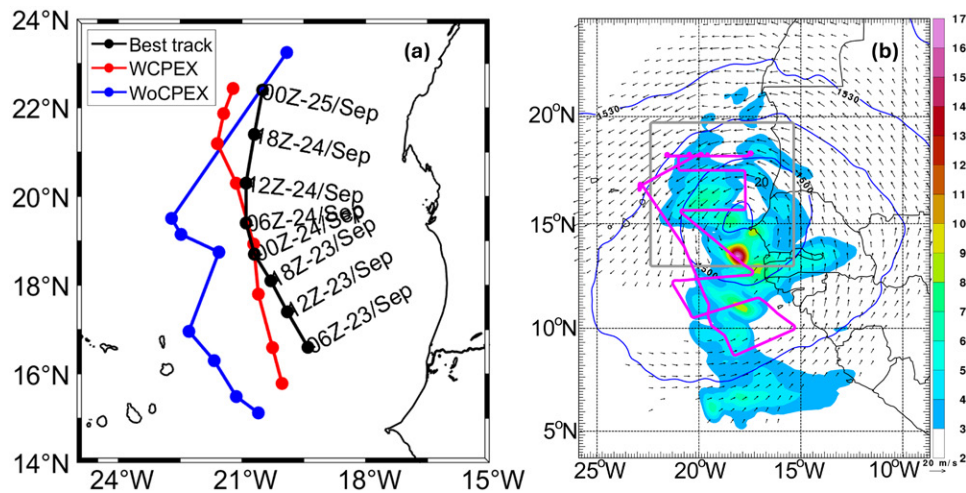 24°N
22°N
20°N
18°N
16°N
14°N
24°W
21°W
18°W
15°W
Best track
WCPEX
WoCPEX
(a)
00Z-25/Sep
18Z-24/Sep
12Z-24/Sep
06Z-24/Sep
00Z-24/Sep
18Z-23/Sep
12Z-23/Sep
06Z-23/Sep
(b)
20°N
15°N
10°N
5°N
25°W
20°W
15°W
10°W
1530
1530
1500
1500
20
17
16
15
14
13
12
11
10
9
8
7
6
5
4
3
2
20 m/s